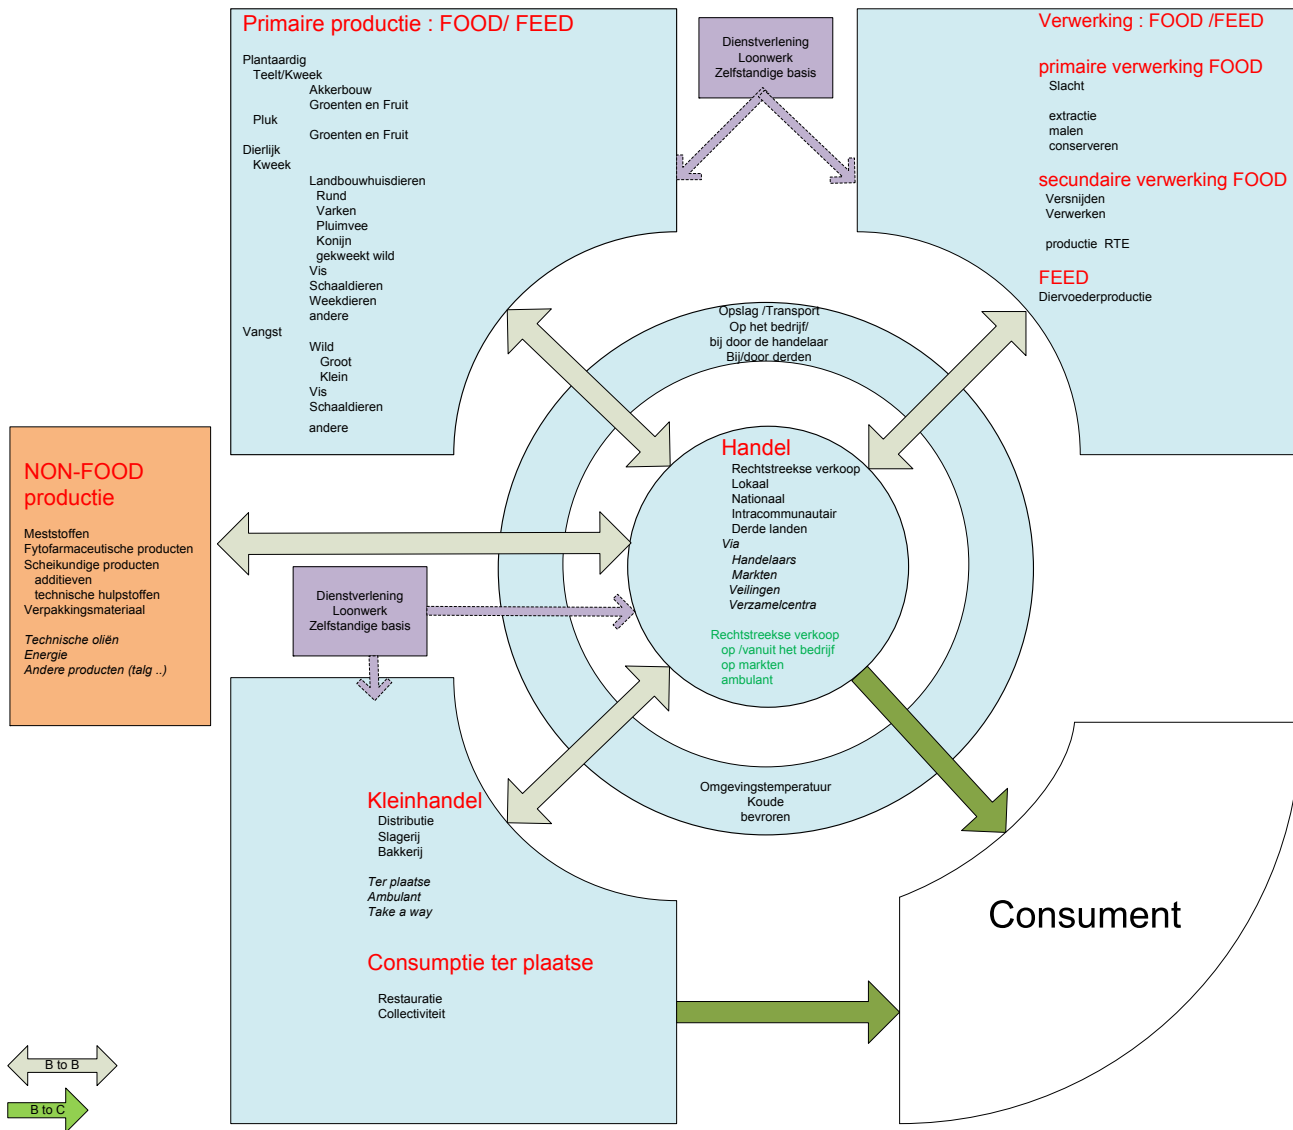 Primaire productie : FOOD/ FEED
Plantaardig
Teelt/Kweek
Akkerbouw
Groenten en Fruit
Pluk
Groenten en Fruit
Dierlijk
Kweek
Landbouwhuisdieren
Rund
Varken
Pluimvee
Konijn
gekweekt wild
Vis
Schaaldieren
Weekdieren
andere
Vangst
Wild
Groot
Klein
Vis
Schaaldieren
andere
Dienstverlening
Loonwerk
Zelfstandige basis
Verwerking : FOOD /FEED
primaire verwerking FOOD
Slacht
extractie
malen
conserveren
secundaire verwerking FOOD
Versnijden
Verwerken
productie RTE
FEED
Diervoederproductie
Opslag /Transport
Op het bedrijf/
bij door de handelaar
Bij/door derden
Handel
Rechtstreekse verkoop
Lokaal
Nationaal
Intracommunautair
Derde landen
Via
Handelaars
Markten
Veilingen
Verzamelcentra
Rechtstreekse verkoop
op /vanuit het bedrijf
op markten
ambulant
Omgevingstemperatuur
Koude
bevroren
NON-FOOD
productie
Meststoffen
Fytofarmaceutische producten
Scheikundige producten
additieven
technische hulpstoffen
Verpakkingsmateriaal
Technische oliën
Energie
Andere producten (talg ..)
Dienstverlening
Loonwerk
Zelfstandige basis
Kleinhandel
Distributie
Slagerij
Bakkerij
Ter plaatse
Ambulant
Take a way
Consumptie ter plaatse
Restauratie
Collectiviteit
Consument
B to B
B to C